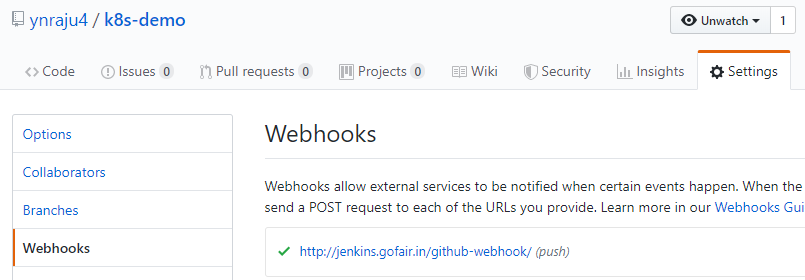 ynraju4 / k8s-demo
Unwatch 1
Code Issues 0 Pull requests 0 Projects 0 Wiki Security Insights Settings
Options
Collaborators
Branches
Webhooks
Webhooks
Webhooks allow external services to be notified when certain events happen. When the
send a POST request to each of the URLs you provide. Learn more in our Webhooks Gui
http://jenkins.gofair.in/github-webhook/ (push)